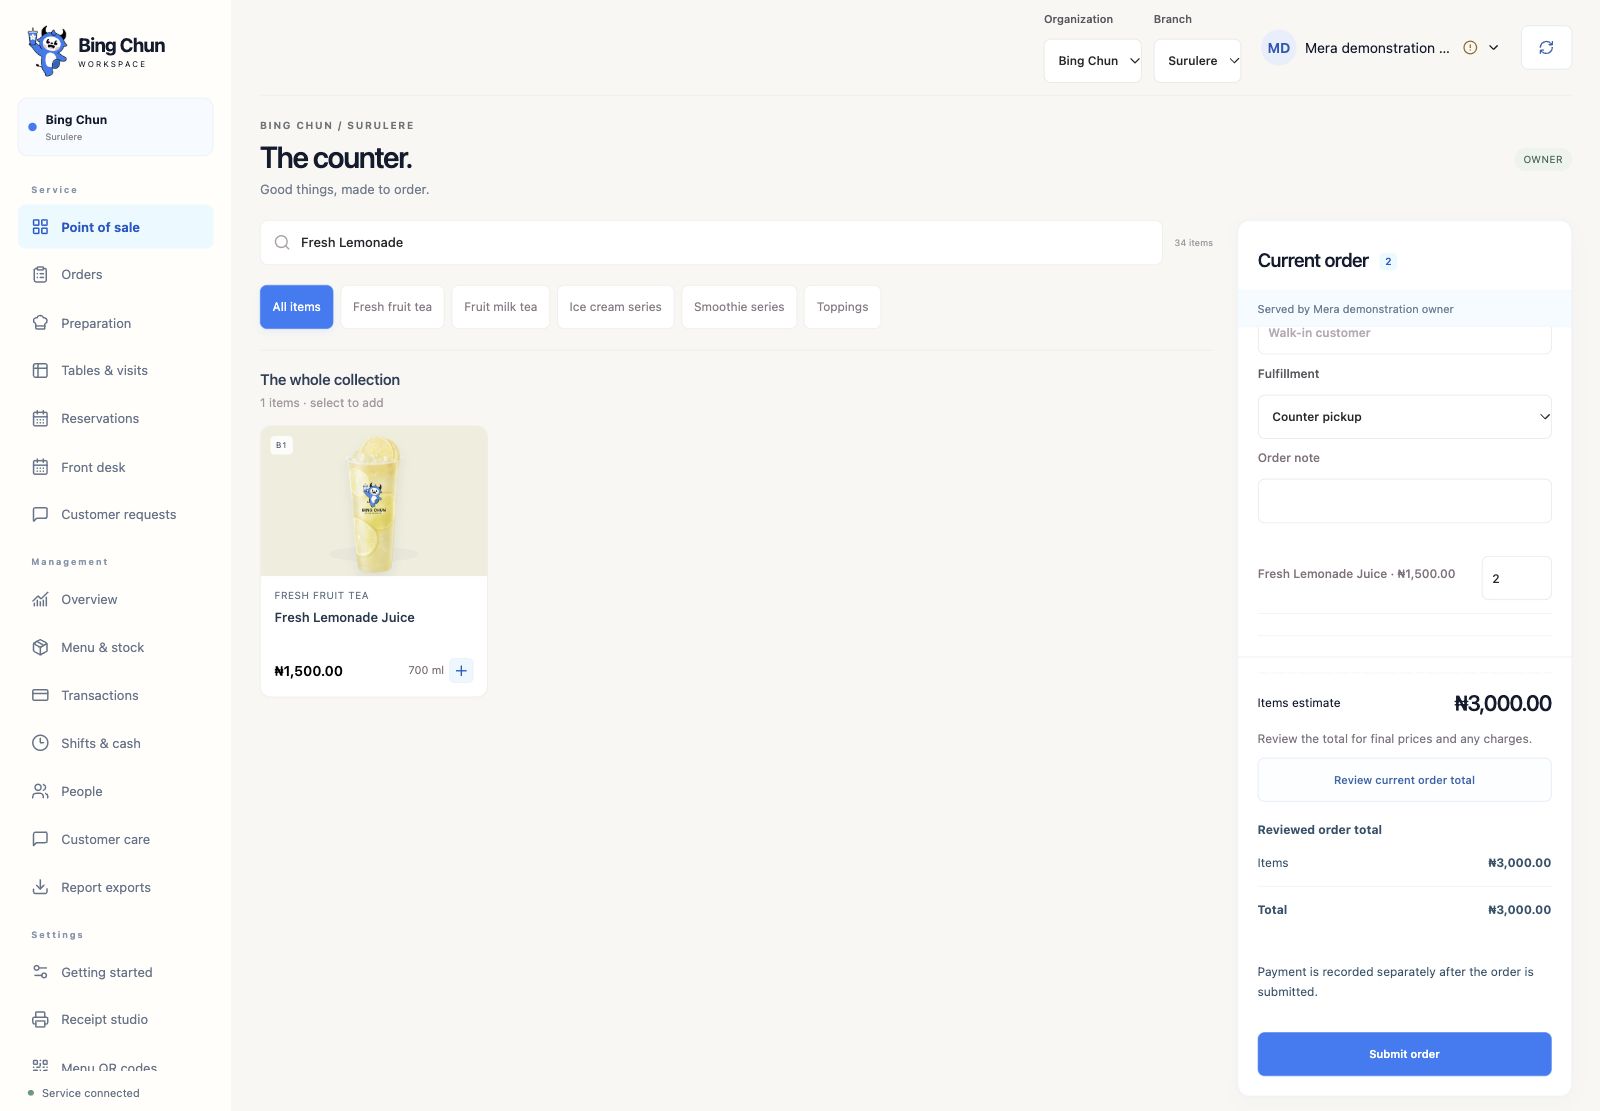 Bing Chun
WORKSPACE
Bing Chun
Surulere
Service
Point of sale
Orders
Preparation
Tables & visits
Reservations
Front desk
Customer requests
Management
Overview
Menu & stock
Transactions
Shifts & cash
People
Customer care
Report exports
Settings
Getting started
Receipt studio
Menu QR codes
Service connected
Organization
Bing Chun
Branch
Surulere
MD
Mera demonstration ...
BING CHUN / SURULERE
The counter.
Good things, made to order.
OWNER
Fresh Lemonade
34 items
All items
Fresh fruit tea
Fruit milk tea
Ice cream series
Smoothie series
Toppings
The whole collection
1 items · select to add
B1
BING CHUN
FRESH FRUIT TEA
Fresh Lemonade Juice
₦1,500.00
700 ml
Current order 2
Served by Mera demonstration owner
Walk-in customer
Fulfillment
Counter pickup
Order note
Fresh Lemonade Juice · ₦1,500.00
2
Items estimate ₦3,000.00
Review the total for final prices and any charges.
Review current order total
Reviewed order total
Items ₦3,000.00
Total ₦3,000.00
Payment is recorded separately after the order is
submitted.
Submit order